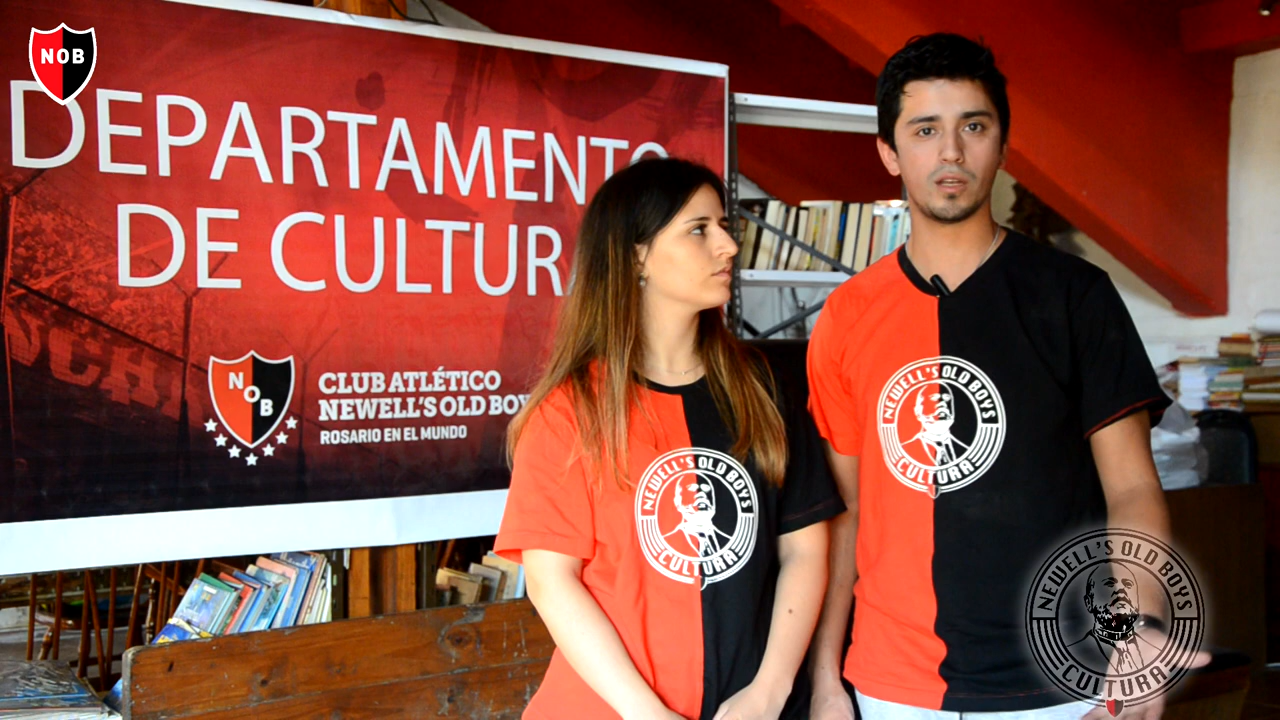 NOB
DEPARTAMENTO
DE CULTURA
NOB
CLUB ATLÉTICO
NEWELL'S OLD BOY
ROSARIO EN EL MUNDO
NEWELL'S OLD BOYS
CULTURA
NEWELL'S OLD BOYS
CULTURA
NEWELL'S OLD BOYS
CULTURA